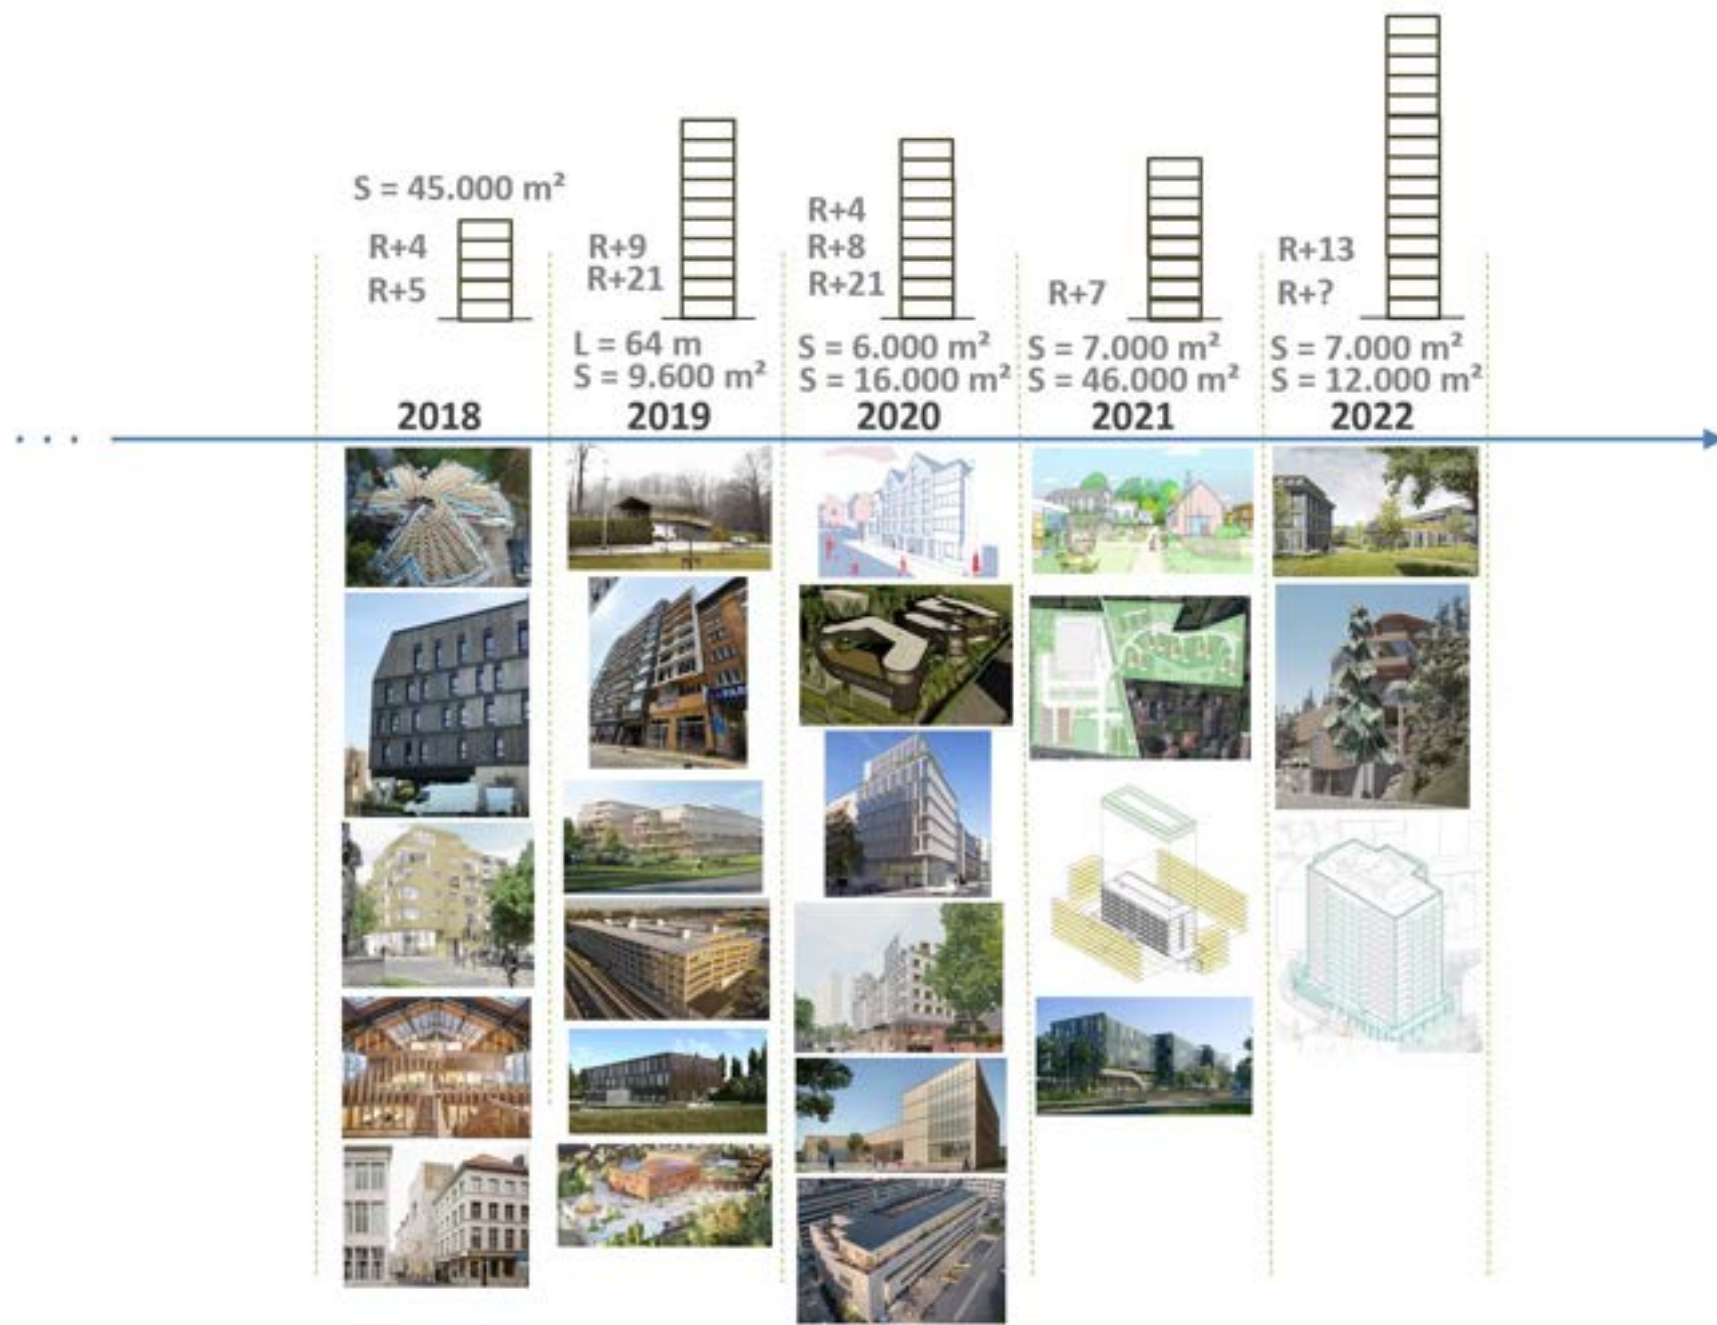 S = 45.000 m²
R+4
R+5
2018
R+9
R+21
L = 64 m
S = 9.600 m²
2019
R+4
R+8
R+21
S = 6.000 m²
S = 16.000 m²
2020
R+7
S = 7.000 m²
S = 46.000 m²
2021
R+13
R+?
S = 7.000 m²
S = 12.000 m²
2022